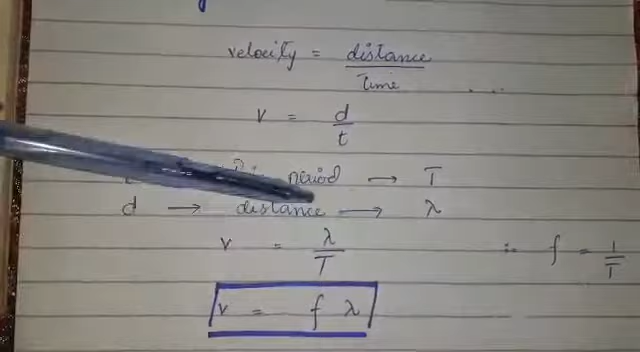 velocity = distance / Time
v = d / t
period → T
d → distance → λ
v = λ / T ∵ f = 1 / T
v = f λ